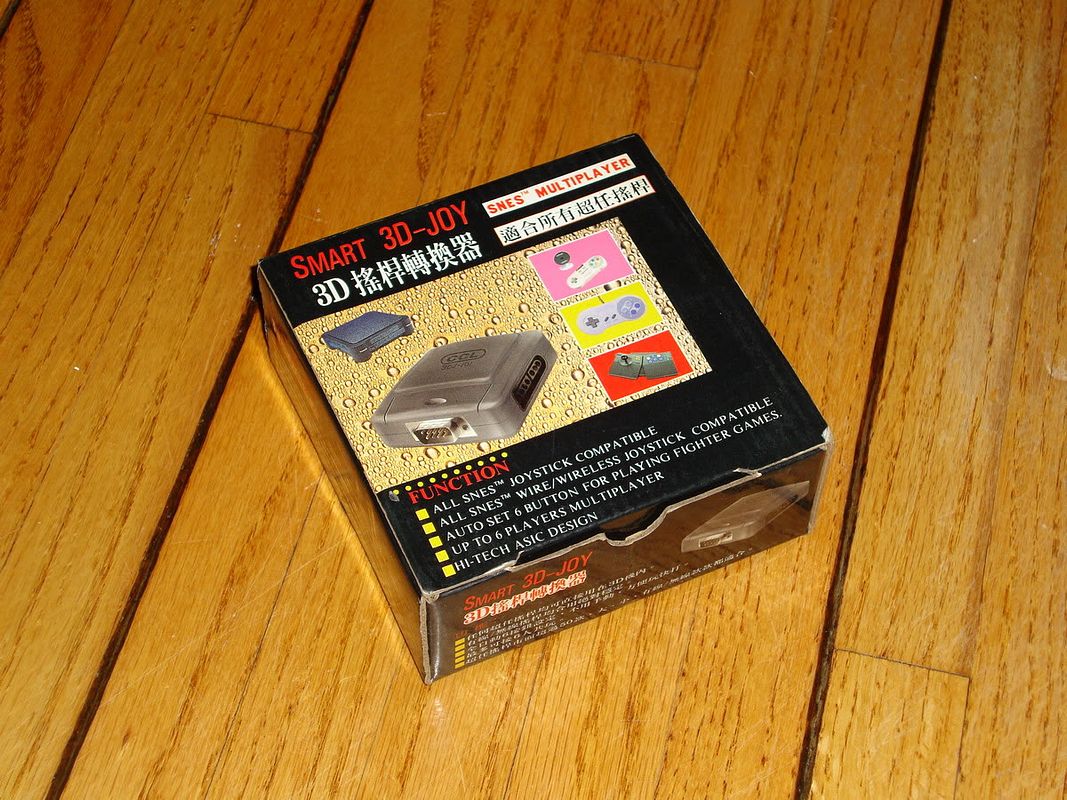 SMART 3D-JOY
3D搖桿轉換器
SNES™ MULTIPLAYER
適合所有超任搖桿
CCL
FUNCTION
ALL SNES™ JOYSTICK COMPATIBLE
ALL SNES™ WIRE/WIRELESS JOYSTICK COMPATIBLE
AUTO SET 6 BUTTON FOR PLAYING FIGHTER GAMES.
UP TO 6 PLAYERS MULTIPLAYER
HI-TECH ASIC DESIGN
SMART 3D-JOY
3D搖桿轉換器